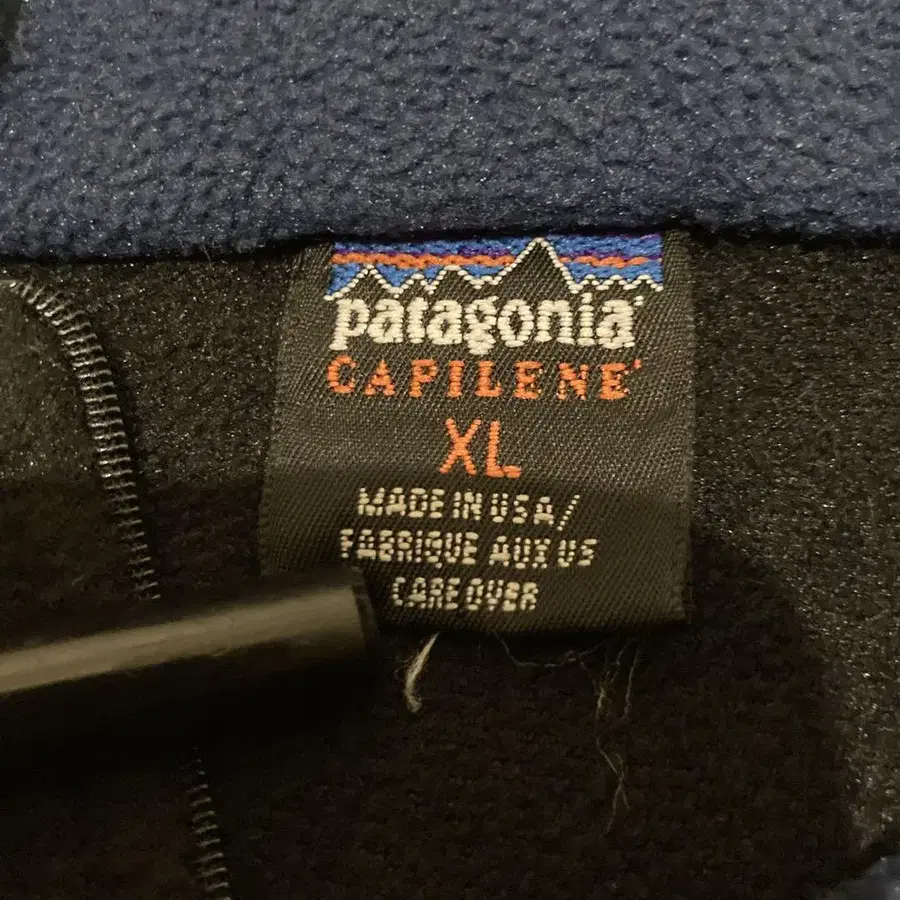 patagonia
CAPILENE
XL
MADE IN USA/
FABRIQUE AUX US
CARE OVER